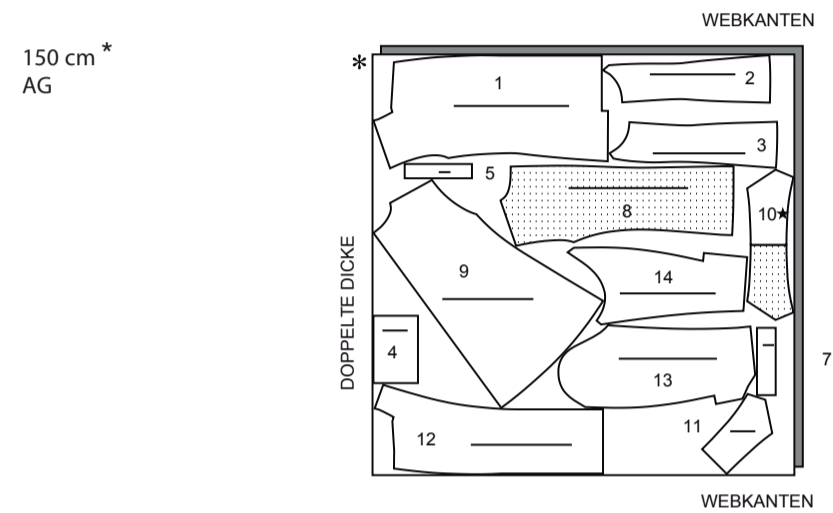 WEBKANTEN
150 cm *
AG
*
1
2
3
5
8
10★
9
14
DOPPELTE DICKE
4
7
13
11
12
WEBKANTEN